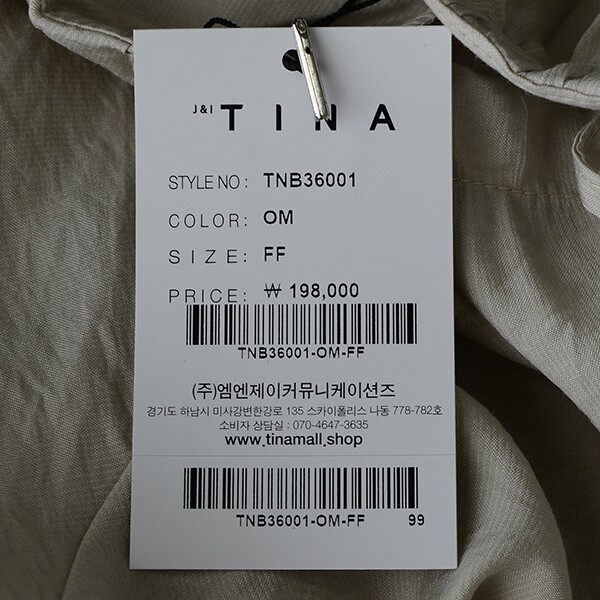 J&I TINA
STYLE NO: TNB36001
COLOR: OM
SIZE: FF
PRICE: ₩ 198,000
TNB36001-OM-FF
(주)엠엔제이커뮤니케이션즈
경기도 하남시 미사강변한강로 135 스카이폴리스 나동 778-782호
소비자 상담실 : 070-4647-3635
www.tinamall.shop
TNB36001-OM-FF 99